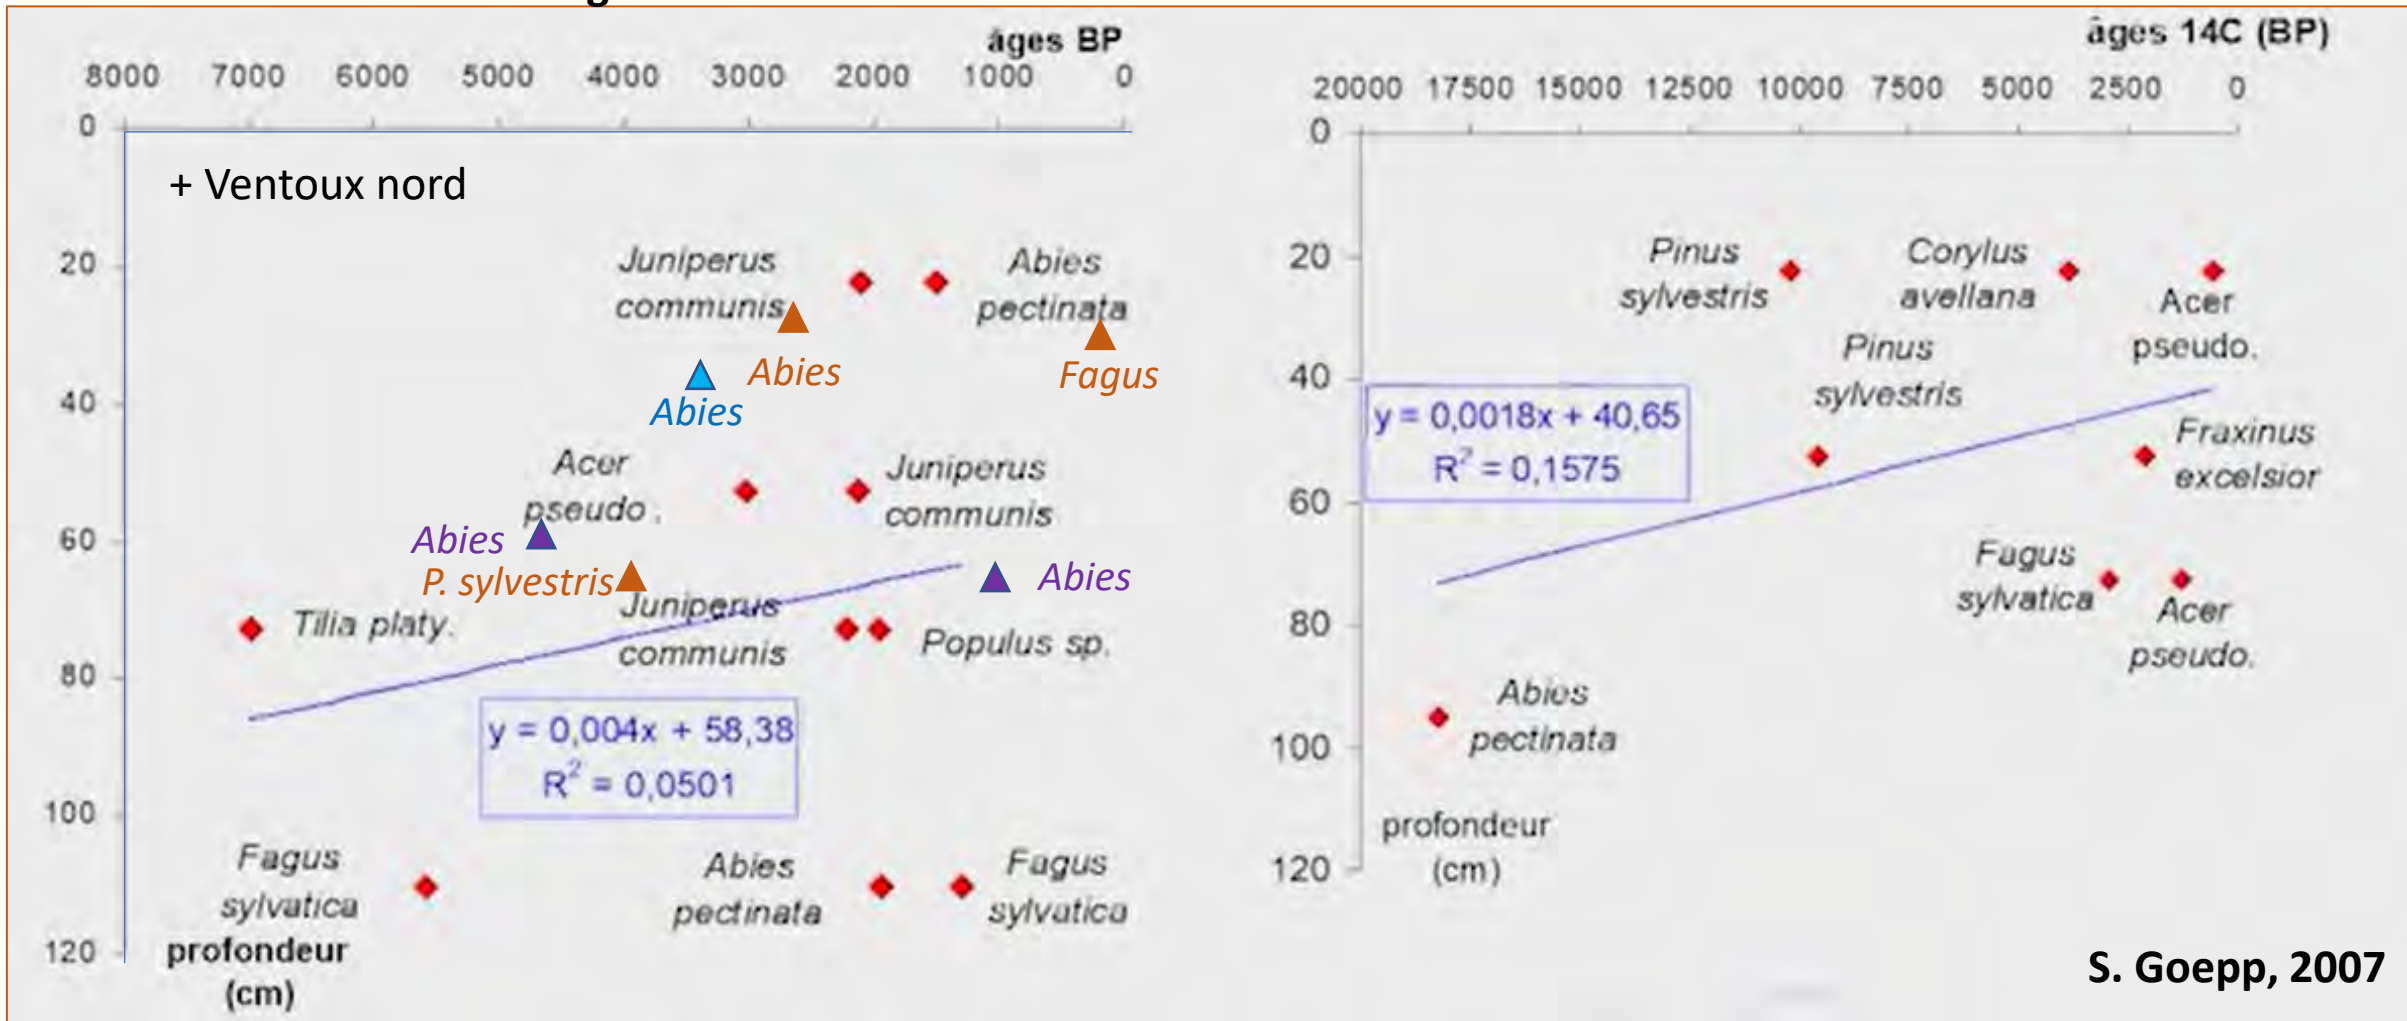 g
âges BP
8000 7000 6000 5000 4000 3000 2000 1000 0
0
20
40
60
80
100
120
+ Ventoux nord
Juniperus
communis
Abies
pectinata
Abies
Fagus
Abies
Acer
pseudo .
Juniperus
communis
Abies
P. sylvestris
Abies
Tilia platy.
Juniperus
communis
Populus sp.
y = 0,004x + 58,38
R² = 0,0501
Fagus
sylvatica
Abies
pectinata
Fagus
sylvatica
profondeur
(cm)
âges 14C (BP)
20000 17500 15000 12500 10000 7500 5000 2500 0
0
20
40
60
80
100
120
Pinus
sylvestris
Corylus
avellana
Acer
pseudo.
Pinus
sylvestris
y = 0,0018x + 40,65
R² = 0,1575
Fraxinus
excelsior
Fagus
sylvatica
Acer
pseudo.
Abies
pectinata
profondeur
(cm)
S. Goepp, 2007